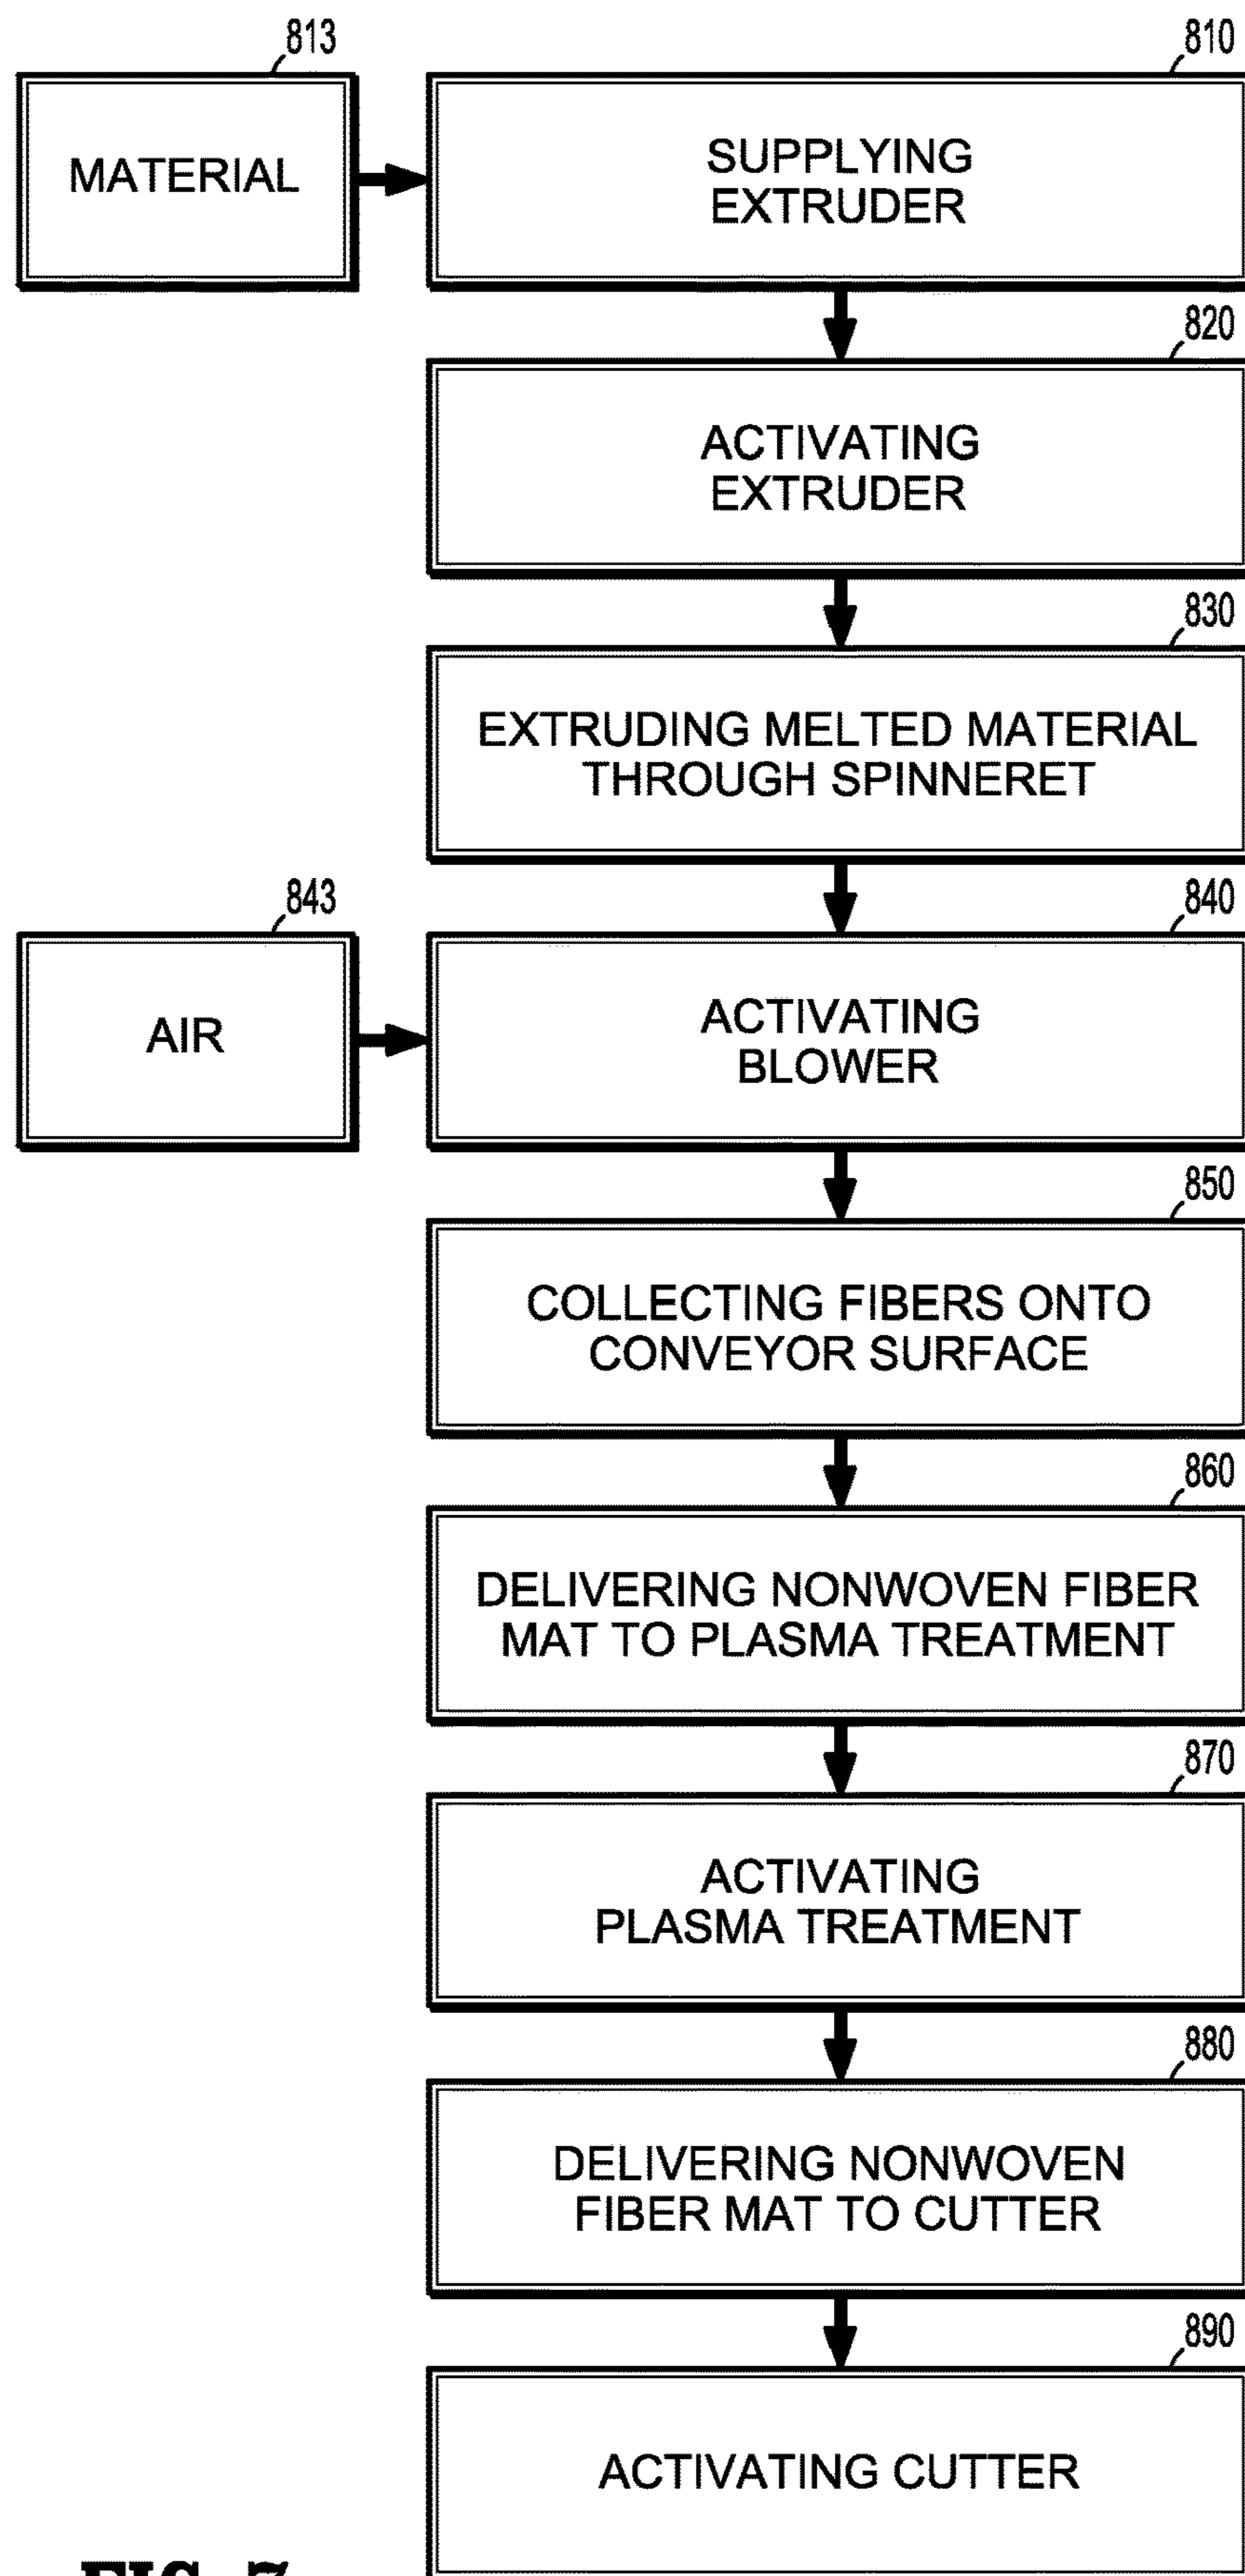 813
810
MATERIAL
SUPPLYING
EXTRUDER
820
ACTIVATING
EXTRUDER
830
EXTRUDING MELTED MATERIAL
THROUGH SPINNERET
843
840
AIR
ACTIVATING
BLOWER
850
COLLECTING FIBERS ONTO
CONVEYOR SURFACE
860
DELIVERING NONWOVEN FIBER
MAT TO PLASMA TREATMENT
870
ACTIVATING
PLASMA TREATMENT
880
DELIVERING NONWOVEN
FIBER MAT TO CUTTER
890
ACTIVATING CUTTER